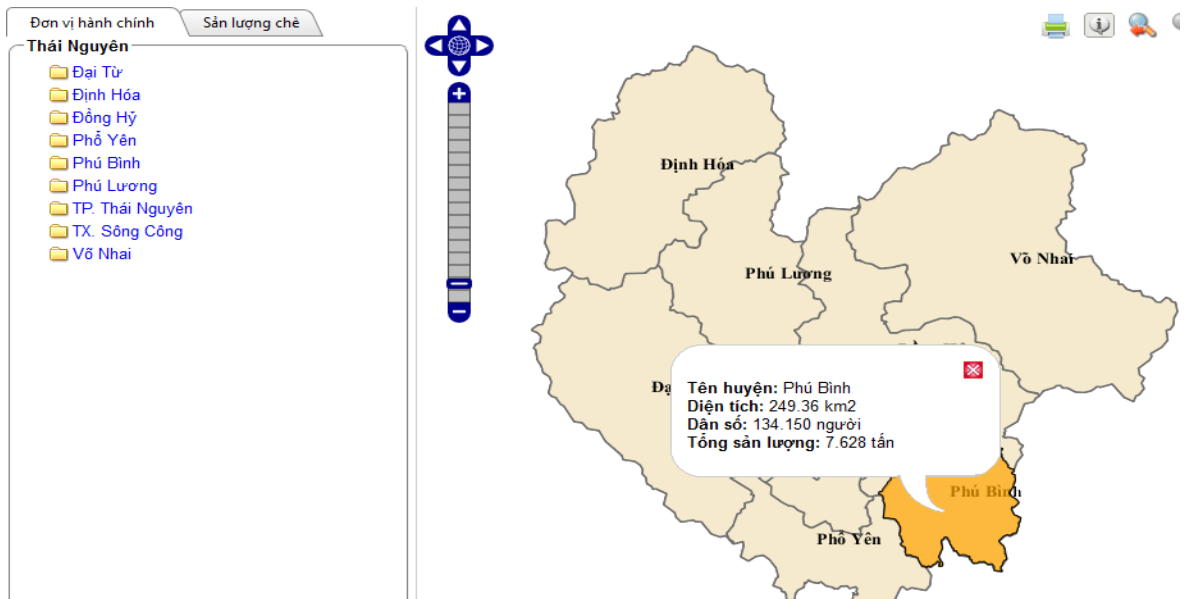 Đơn vị hành chính
Sản lượng chè
Thái Nguyên
Đại Từ
Định Hóa
Đồng Hỷ
Phổ Yên
Phú Bình
Phú Lương
TP. Thái Nguyên
TX. Sông Công
Võ Nhai
Định Hóa
Võ Nhai
Phú Lương
Tên huyện: Phú Bình
Diện tích: 249.36 km2
Dân số: 134.150 người
Tổng sản lượng: 7.628 tấn
Phú Bình
Phổ Yên